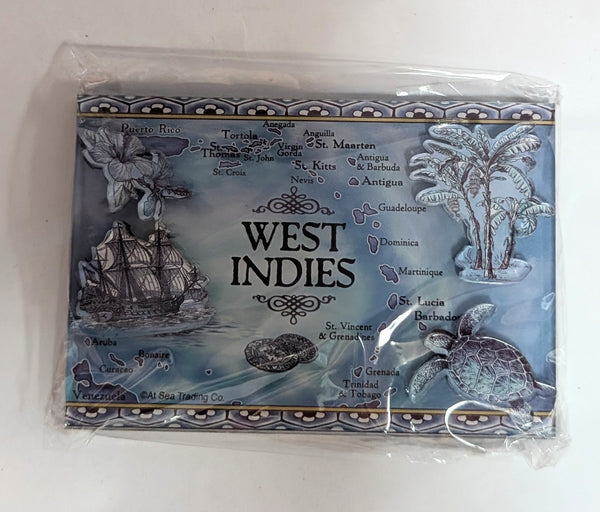 Puerto Rico
Anegada
Tortola
Anguilla
St. Thomas
St. John
Virgin Gorda
St. Maarten
St. Croix
St. Kitts
Nevis
Antigua
& Barbuda
Antigua
Guadeloupe
WEST
INDIES
Dominica
Martinique
St. Lucia
Barbados
St. Vincent
& Grenadines
Grenada
Trinidad
& Tobago
Aruba
Bonaire
Curacao
Venezuela
©At Sea Trading Co.